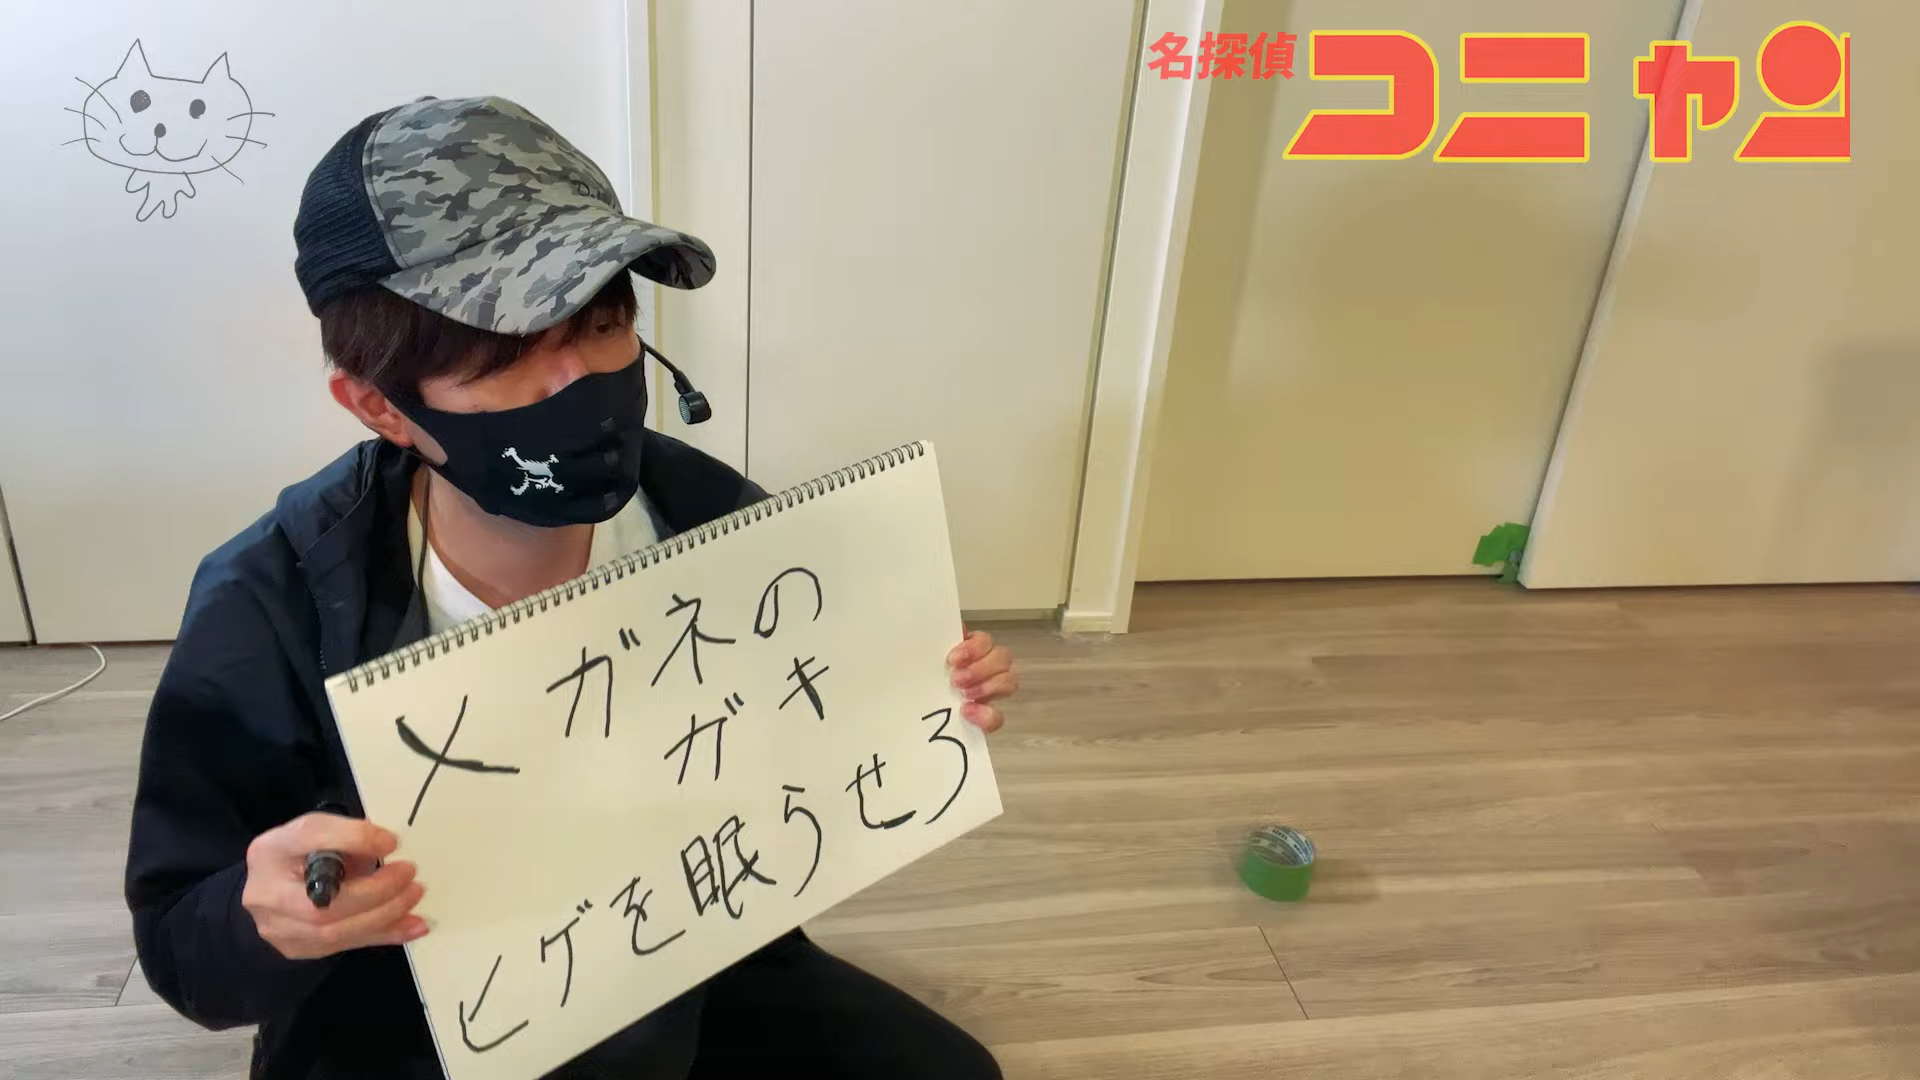 名探偵
コニャン
メガネの
ガキ
ヒゲを眠らせろ